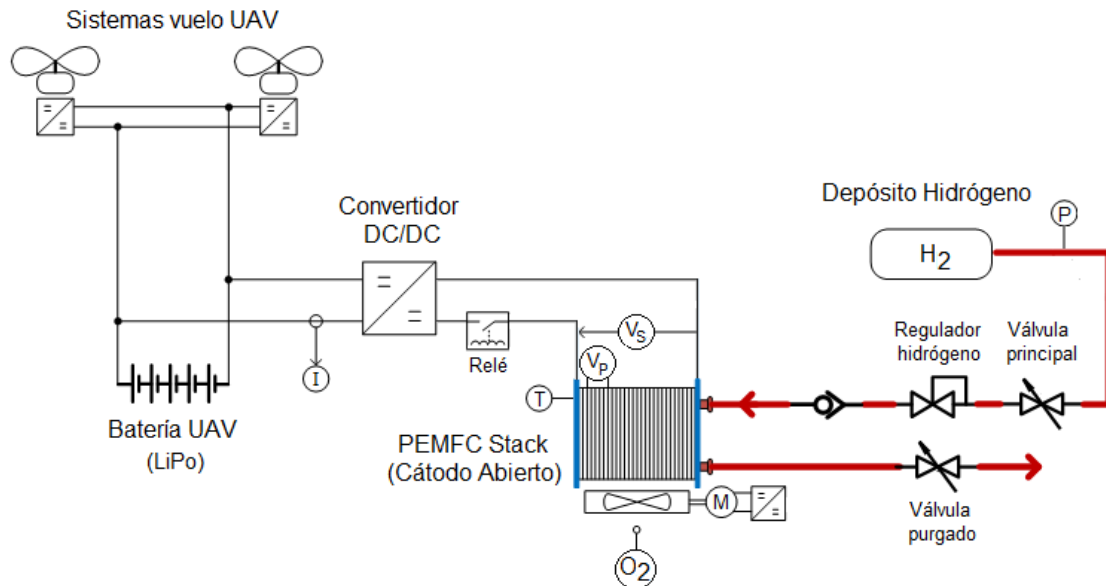 Sistemas vuelo UAV
Convertidor
DC/DC
Depósito Hidrógeno
P
H2
Relé
VS
VP
Regulador
hidrógeno
Válvula
principal
I
T
Batería UAV
(LiPo)
PEMFC Stack
(Cátodo Abierto)
M
Válvula
purgado
O2